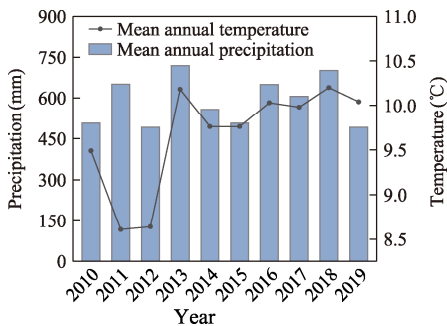 Mean annual temperature
Mean annual precipitation
Precipitation (mm)
900
750
600
450
300
150
0
Temperature (℃)
11.0
10.5
10.0
9.5
9.0
8.5
2010 2011 2012 2013 2014 2015 2016 2017 2018 2019
Year